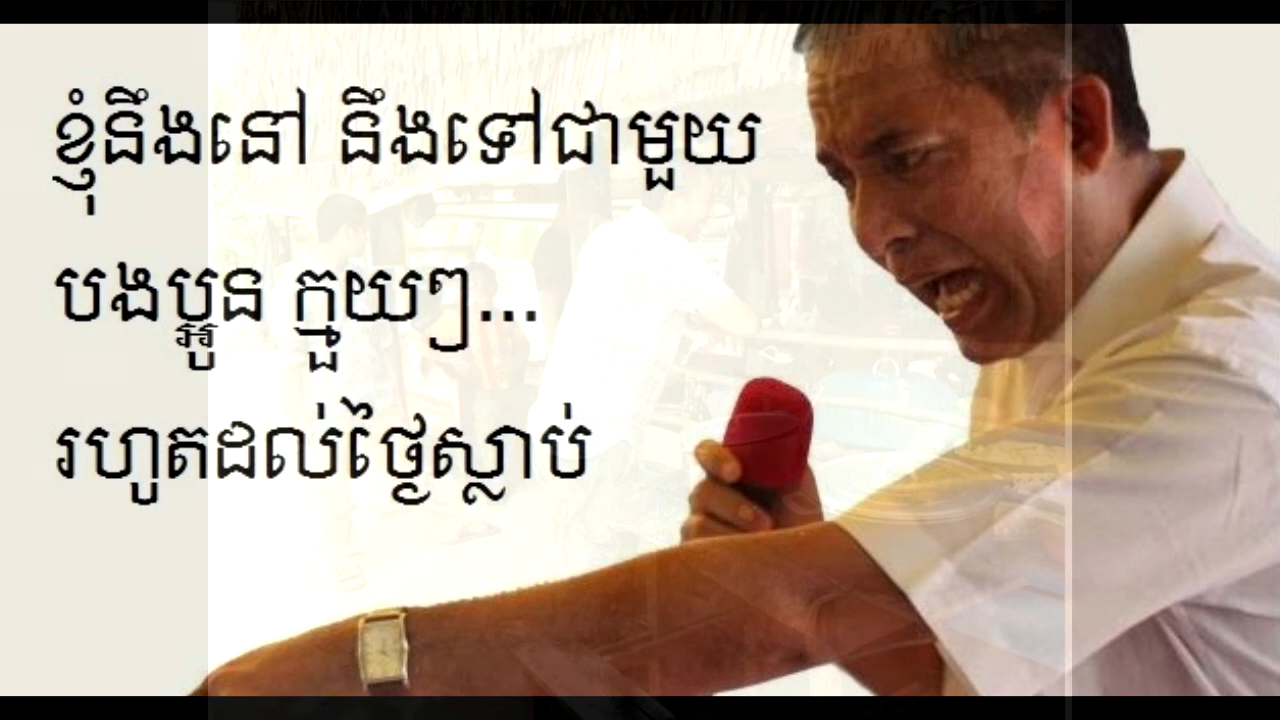 ខ្ញុំនឹងនៅ នឹងទៅជាមួយ
បងប្អូន ក្មួយៗ...
រហូតដល់ថ្ងៃស្លាប់